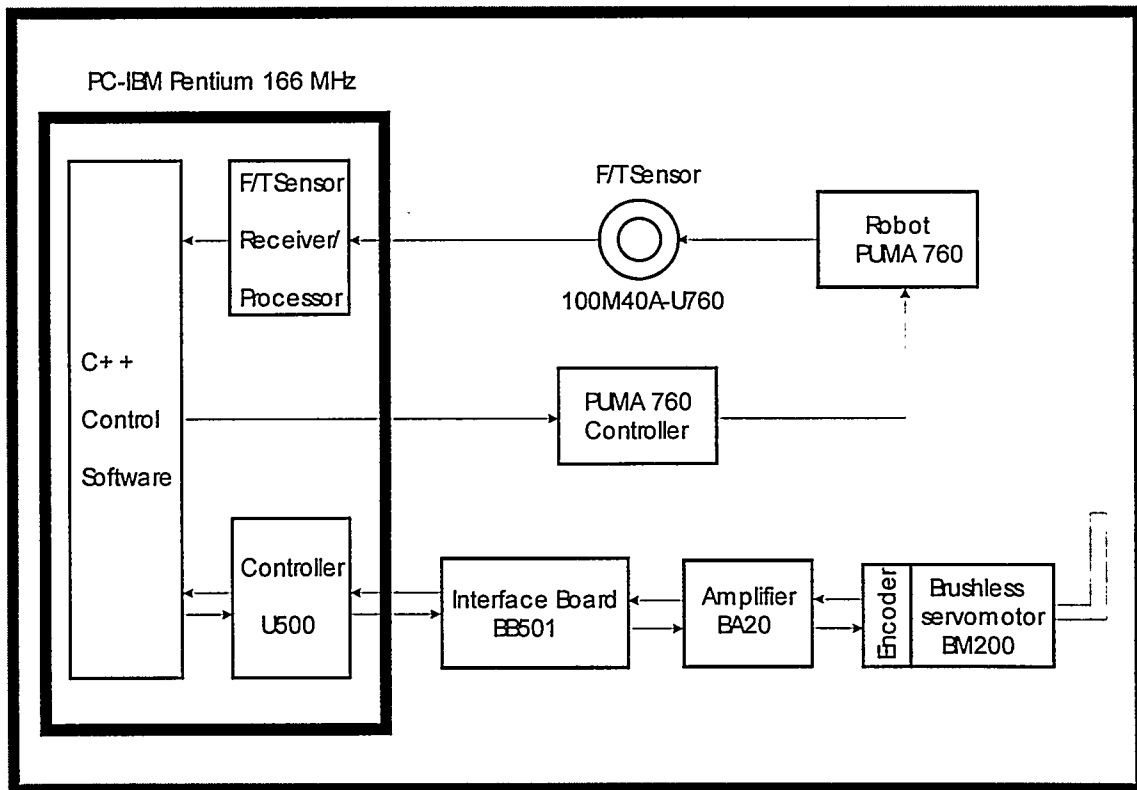 PC-IBM Pentium 166 MHz
F/TSensor
Receiver/
Processor
F/TSensor
100M40A-U760
Robot
PUMA 760
C++
Control
Software
PUMA 760
Controller
Controller
U500
Interface Board
BB501
Amplifier
BA20
Encoder
Brushless
servomotor
BM200